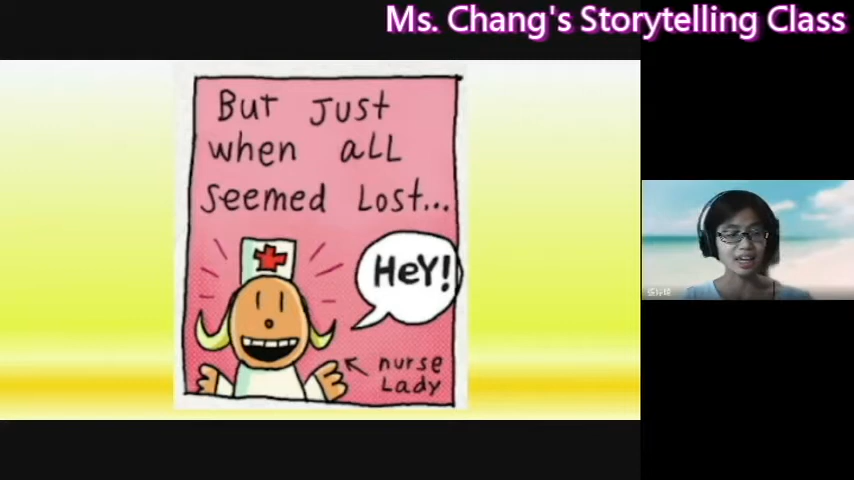 Ms. Chang's Storytelling Class
But just
when all
seemed lost...
HeY!
nurse
Lady